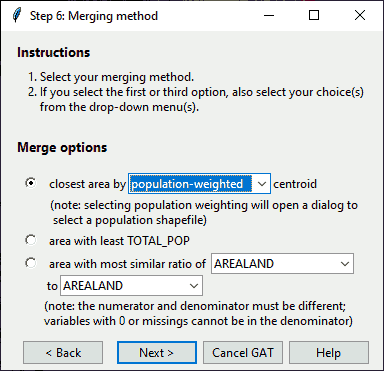 Step 6: Merging method
Instructions
1. Select your merging method.
2. If you select the first or third option, also select your choice(s)
from the drop-down menu(s).
Merge options
closest area by population-weighted centroid
(note: selecting population weighting will open a dialog to
select a population shapefile)
area with least TOTAL_POP
area with most similar ratio of AREALAND
to AREALAND
(note: the numerator and denominator must be different;
variables with 0 or missings cannot be in the denominator)
< Back Next > Cancel GAT Help